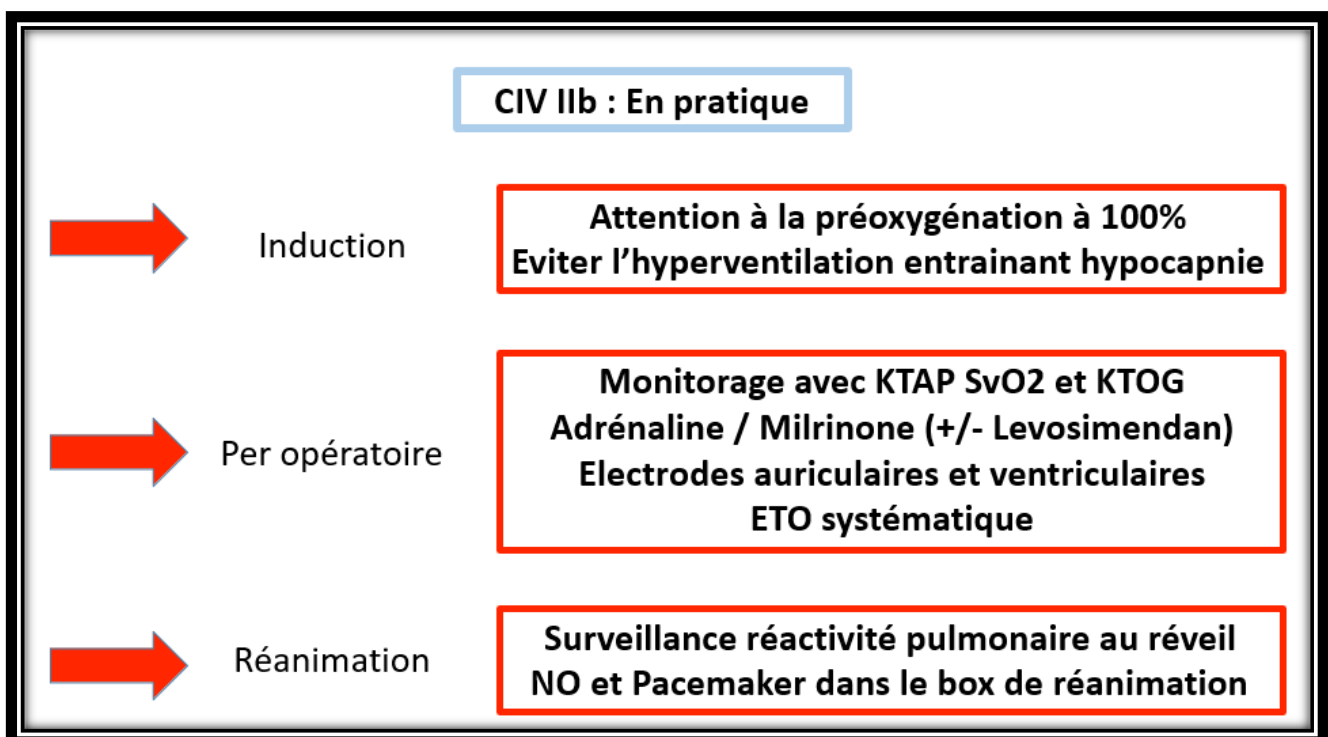 CIV IIb : En pratique
Induction
Attention à la préoxygénation à 100%
Eviter l'hyperventilation entrainant hypocapnie
Per opératoire
Monitorage avec KTAP SvO2 et KTOG
Adrénaline / Milrinone (+/- Levosimendan)
Electrodes auriculaires et ventriculaires
ETO systématique
Réanimation
Surveillance réactivité pulmonaire au réveil
NO et Pacemaker dans le box de réanimation